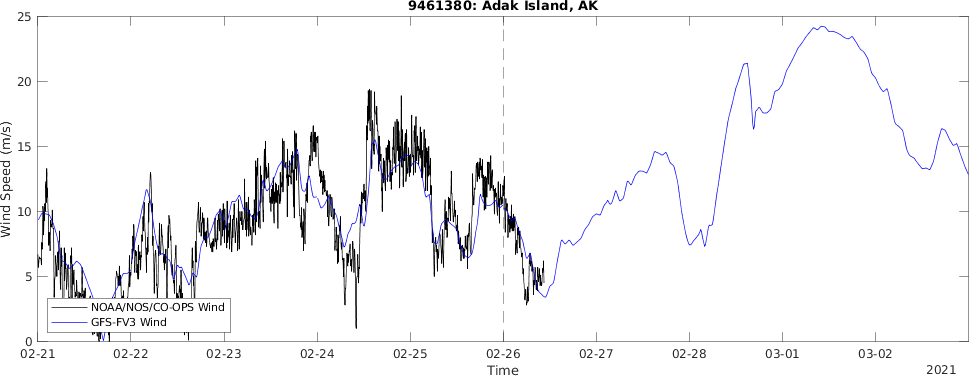 9461380: Adak Island, AK
Wind Speed (m/s)
25
20
15
10
5
0
NOAA/NOS/CO-OPS Wind
GFS-FV3 Wind
02-21 02-22 02-23 02-24 02-25 02-26 02-27 02-28 03-01 03-02
Time
2021